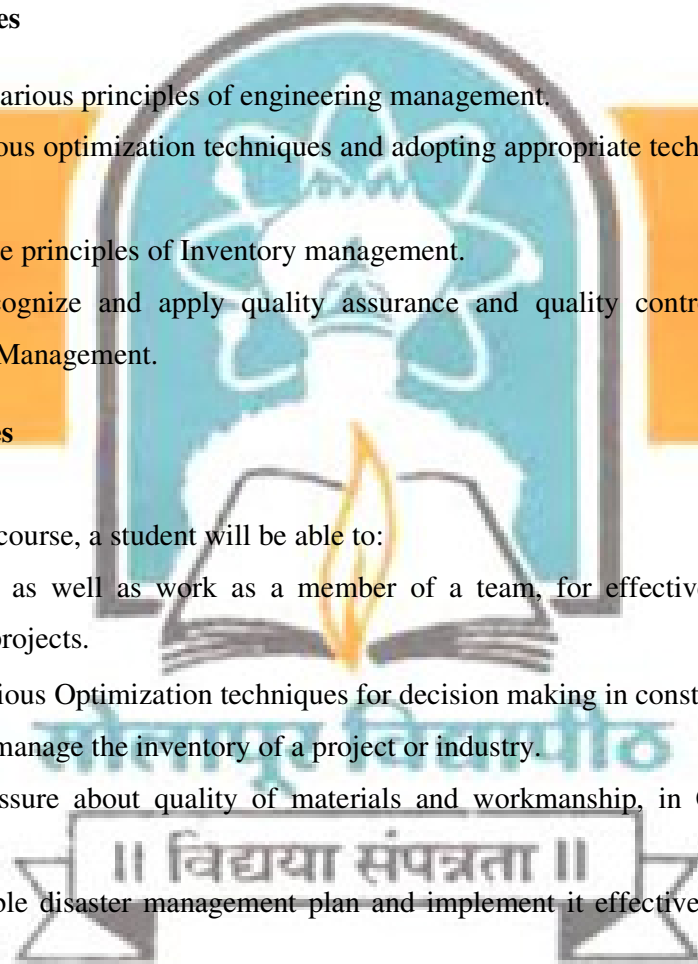 es
arious principles of engineering management.
ous optimization techniques and adopting appropriate tech
e principles of Inventory management.
cognize and apply quality assurance and quality contr
Management.
es
course, a student will be able to:
as well as work as a member of a team, for effective
projects.
ious Optimization techniques for decision making in const
manage the inventory of a project or industry.
सोलापूर विद्यापीठ
ssure about quality of materials and workmanship, in
॥ विद्यया संपन्नता ॥
ble disaster management plan and implement it effective